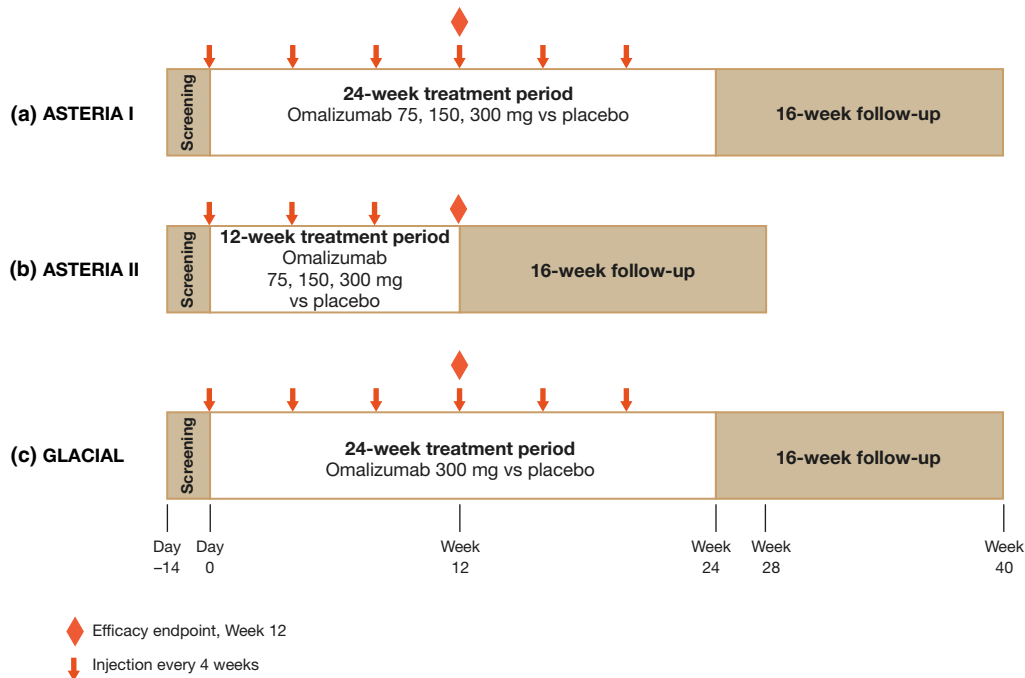 (a) ASTERIA I
Screening
24-week treatment period
Omalizumab 75, 150, 300 mg vs placebo
16-week follow-up
(b) ASTERIA II
Screening
12-week treatment period
Omalizumab
75, 150, 300 mg
vs placebo
16-week follow-up
(c) GLACIAL
Screening
24-week treatment period
Omalizumab 300 mg vs placebo
16-week follow-up
Day
–14
Day
0
Week
12
Week
24
Week
28
Week
40
Efficacy endpoint, Week 12
Injection every 4 weeks